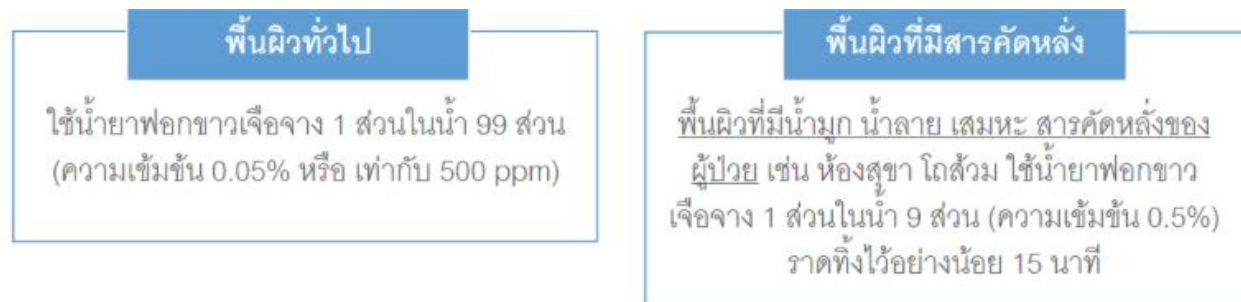 พื้นผิวทั่วไป
ใช้น้ำยาฟอกขาวเจือจาง 1 ส่วนในน้ำ 99 ส่วน
(ความเข้มข้น 0.05% หรือ เท่ากับ 500 ppm)
พื้นผิวที่มีสารคัดหลั่ง
พื้นผิวที่มีน้ำมูก น้ำลาย เสมหะ สารคัดหลั่งของ
ผู้ป่วย เช่น ห้องสุขา โถส้วม ใช้น้ำยาฟอกขาว
เจือจาง 1 ส่วนในน้ำ 9 ส่วน (ความเข้มข้น 0.5%)
ราดทิ้งไว้อย่างน้อย 15 นาที